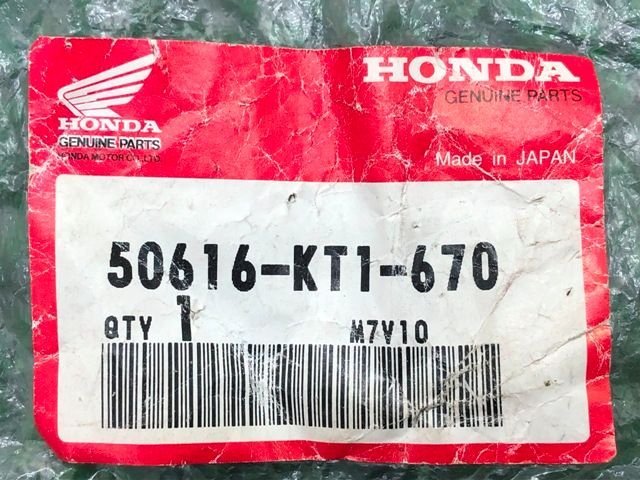 HONDA
GENUINE PARTS
HONDA MOTOR CO., LTD.
HONDA
GENUINE PARTS
Made in JAPAN
50616-KT1-670
QTY 1 M7V10